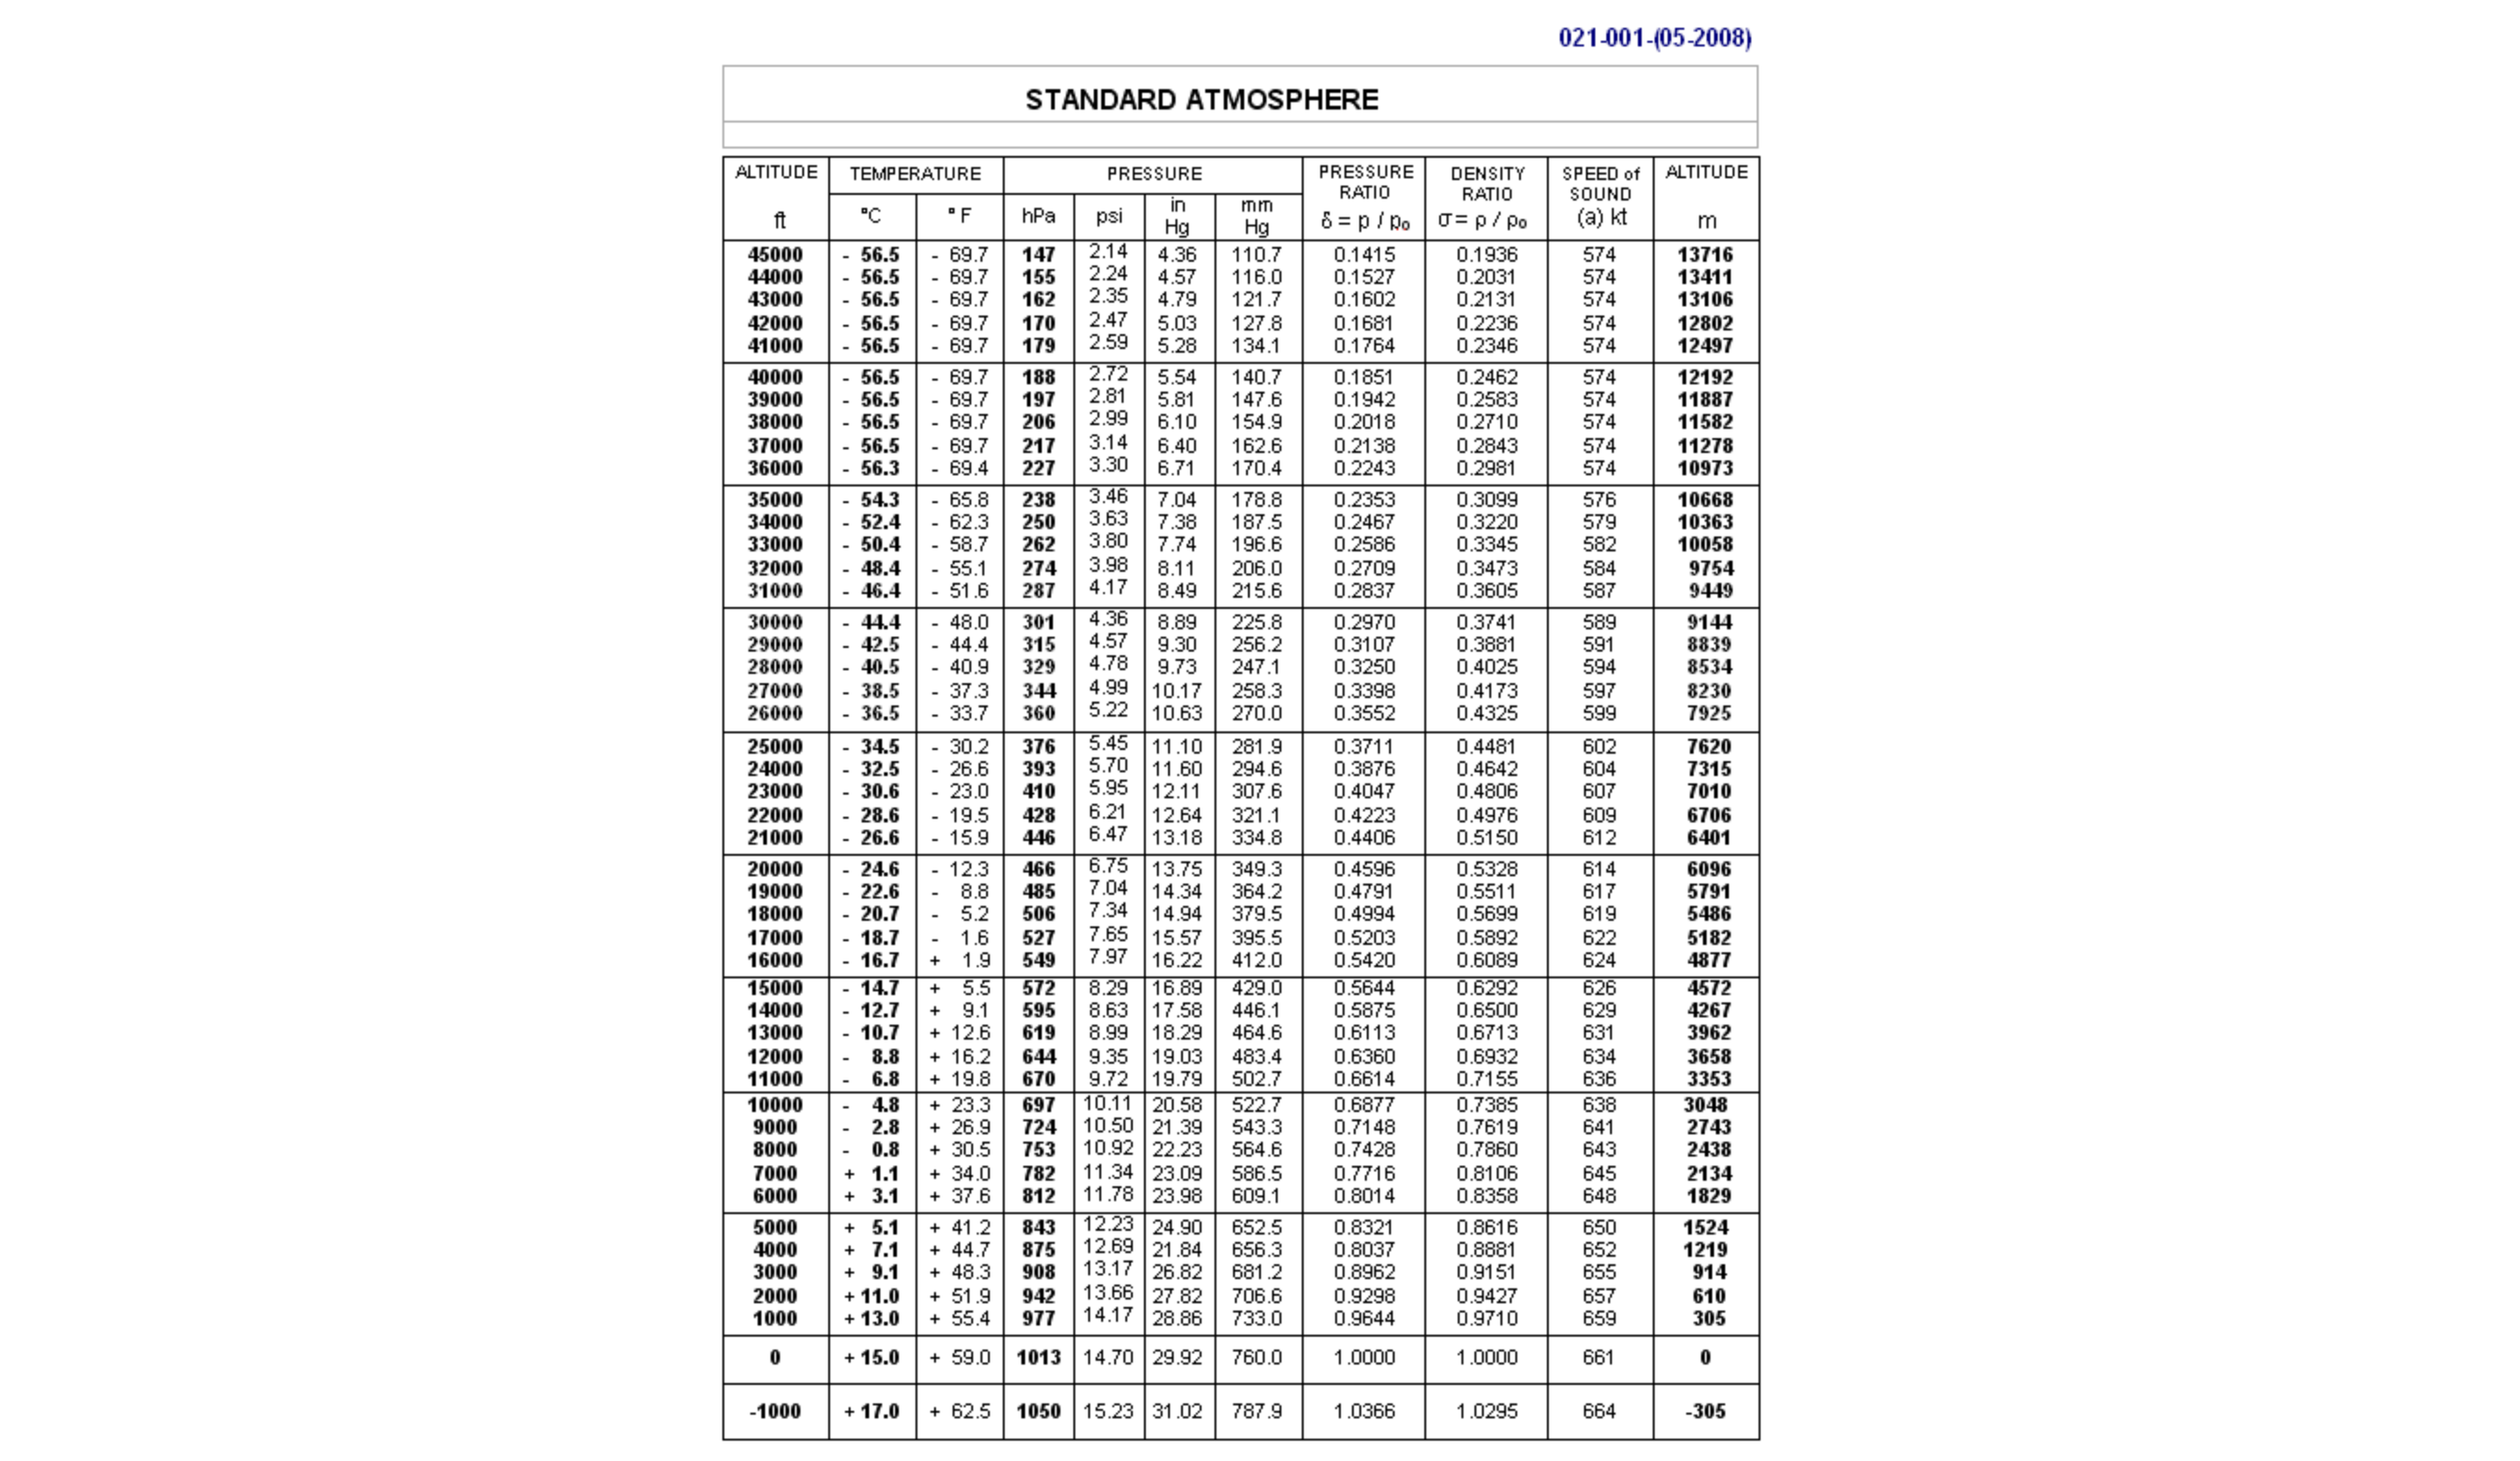 021-001-(05-2008)
STANDARD ATMOSPHERE
ALTITUDE TEMPERATURE PRESSURE PRESSURE RATIO DENSITY RATIO SPEED of SOUND ALTITUDE
ft °C ° F hPa psi in Hg mm Hg δ = p / p₀ σ = ρ / ρ₀ (a) kt m
45000 - 56.5 - 69.7 147 2.14 4.36 110.7 0.1415 0.1936 574 13716
44000 - 56.5 - 69.7 155 2.24 4.57 116.0 0.1527 0.2031 574 13411
43000 - 56.5 - 69.7 162 2.35 4.79 121.7 0.1602 0.2131 574 13106
42000 - 56.5 - 69.7 170 2.47 5.03 127.8 0.1681 0.2236 574 12802
41000 - 56.5 - 69.7 179 2.59 5.28 134.1 0.1764 0.2346 574 12497
40000 - 56.5 - 69.7 188 2.72 5.54 140.7 0.1851 0.2462 574 12192
39000 - 56.5 - 69.7 197 2.81 5.81 147.6 0.1942 0.2583 574 11887
38000 - 56.5 - 69.7 206 2.99 6.10 154.9 0.2018 0.2710 574 11582
37000 - 56.5 - 69.7 217 3.14 6.40 162.6 0.2138 0.2843 574 11278
36000 - 56.3 - 69.4 227 3.30 6.71 170.4 0.2243 0.2981 574 10973
35000 - 54.3 - 65.8 238 3.46 7.04 178.8 0.2353 0.3099 576 10668
34000 - 52.4 - 62.3 250 3.63 7.38 187.5 0.2467 0.3220 579 10363
33000 - 50.4 - 58.7 262 3.80 7.74 196.6 0.2586 0.3345 582 10058
32000 - 48.4 - 55.1 274 3.98 8.11 206.0 0.2709 0.3473 584 9754
31000 - 46.4 - 51.6 287 4.17 8.49 215.6 0.2837 0.3605 587 9449
30000 - 44.4 - 48.0 301 4.36 8.89 225.8 0.2970 0.3741 589 9144
29000 - 42.5 - 44.4 315 4.57 9.30 256.2 0.3107 0.3881 591 8839
28000 - 40.5 - 40.9 329 4.78 9.73 247.1 0.3250 0.4025 594 8534
27000 - 38.5 - 37.3 344 4.99 10.17 258.3 0.3398 0.4173 597 8230
26000 - 36.5 - 33.7 360 5.22 10.63 270.0 0.3552 0.4325 599 7925
25000 - 34.5 - 30.2 376 5.45 11.10 281.9 0.3711 0.4481 602 7620
24000 - 32.5 - 26.6 393 5.70 11.60 294.6 0.3876 0.4642 604 7315
23000 - 30.6 - 23.0 410 5.95 12.11 307.6 0.4047 0.4806 607 7010
22000 - 28.6 - 19.5 428 6.21 12.64 321.1 0.4223 0.4976 609 6706
21000 - 26.6 - 15.9 446 6.47 13.18 334.8 0.4406 0.5150 612 6401
20000 - 24.6 - 12.3 466 6.75 13.75 349.3 0.4596 0.5328 614 6096
19000 - 22.6 - 8.8 485 7.04 14.34 364.2 0.4791 0.5511 617 5791
18000 - 20.7 - 5.2 506 7.34 14.94 379.5 0.4994 0.5699 619 5486
17000 - 18.7 - 1.6 527 7.65 15.57 395.5 0.5203 0.5892 622 5182
16000 - 16.7 + 1.9 549 7.97 16.22 412.0 0.5420 0.6089 624 4877
15000 - 14.7 + 5.5 572 8.29 16.89 429.0 0.5644 0.6292 626 4572
14000 - 12.7 + 9.1 595 8.63 17.58 446.1 0.5875 0.6500 629 4267
13000 - 10.7 + 12.6 619 8.99 18.29 464.6 0.6113 0.6713 631 3962
12000 - 8.8 + 16.2 644 9.35 19.03 483.4 0.6360 0.6932 634 3658
11000 - 6.8 + 19.8 670 9.72 19.79 502.7 0.6614 0.7155 636 3353
10000 - 4.8 + 23.3 697 10.11 20.58 522.7 0.6877 0.7385 638 3048
9000 - 2.8 + 26.9 724 10.50 21.39 543.3 0.7148 0.7619 641 2743
8000 - 0.8 + 30.5 753 10.92 22.23 564.6 0.7428 0.7860 643 2438
7000 + 1.1 + 34.0 782 11.34 23.09 586.5 0.7716 0.8106 645 2134
6000 + 3.1 + 37.6 812 11.78 23.98 609.1 0.8014 0.8358 648 1829
5000 + 5.1 + 41.2 843 12.23 24.90 652.5 0.8321 0.8616 650 1524
4000 + 7.1 + 44.7 875 12.69 21.84 656.3 0.8037 0.8881 652 1219
3000 + 9.1 + 48.3 908 13.17 26.82 681.2 0.8962 0.9151 655 914
2000 + 11.0 + 51.9 942 13.66 27.82 706.6 0.9298 0.9427 657 610
1000 + 13.0 + 55.4 977 14.17 28.86 733.0 0.9644 0.9710 659 305
0 + 15.0 + 59.0 1013 14.70 29.92 760.0 1.0000 1.0000 661 0
-1000 + 17.0 + 62.5 1050 15.23 31.02 787.9 1.0366 1.0295 664 -305